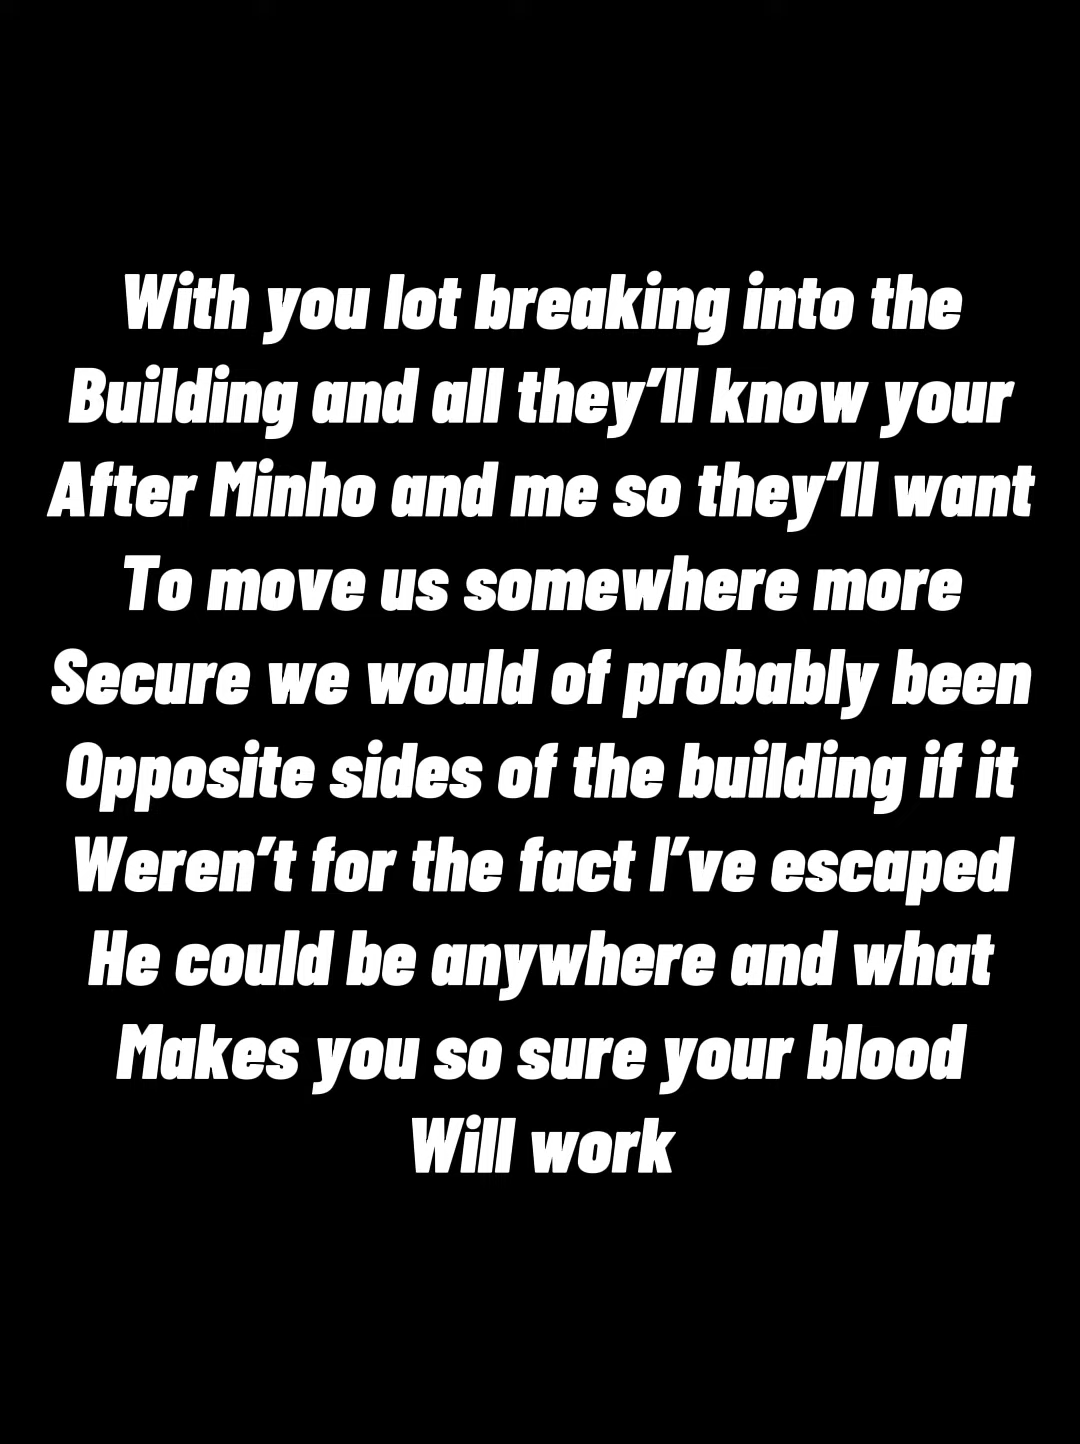 With you lot breaking into the
Building and all they’ll know your
After Minho and me so they’ll want
To move us somewhere more
Secure we would of probably been
Opposite sides of the building if it
Weren’t for the fact I’ve escaped
He could be anywhere and what
Makes you so sure your blood
Will work